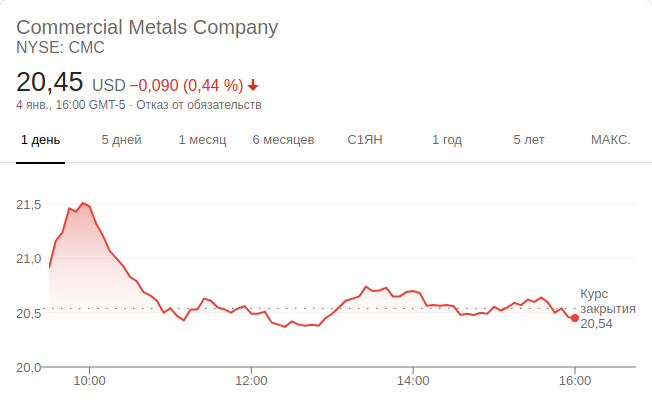 Commercial Metals Company
NYSE: CMC
20,45 USD −0,090 (0,44 %)
4 янв., 16:00 GMT-5 · Отказ от обязательств
1 день 5 дней 1 месяц 6 месяцев С1ЯН 1 год 5 лет МАКС.
21,5
21,0
20,5
20,0
Курс
закрытия
20,54
10:00 12:00 14:00 16:00